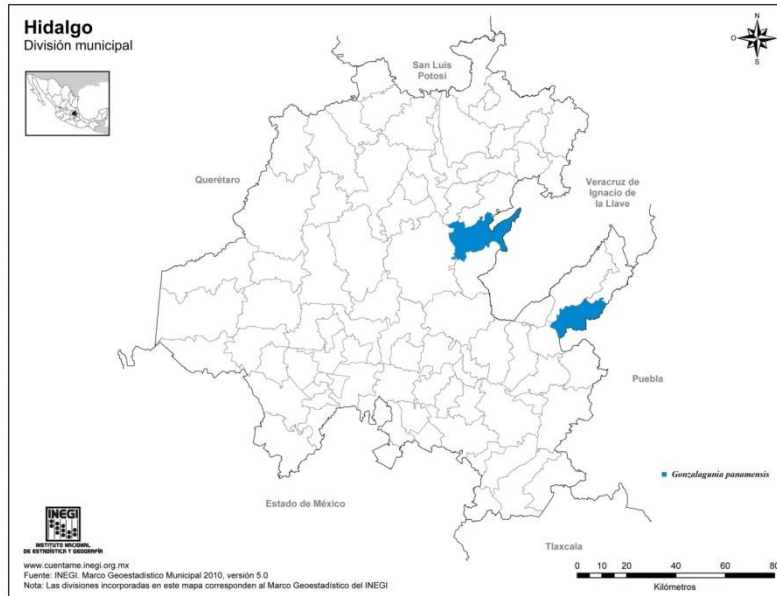 Hidalgo
División municipal
N
O
E
S
San Luis
Potosí
Querétaro
Veracruz de
Ignacio de
la Llave
Puebla
Gonzalagunia panamensis
Estado de México
Tlaxcala
INEGI
INSTITUTO NACIONAL
DE ESTADÍSTICA Y GEOGRAFÍA
www.cuentame.inegi.org.mx
Fuente: INEGI. Marco Geoestadístico Municipal 2010, versión 5.0
Nota: Las divisiones incorporadas en este mapa corresponden al Marco Geoestadístico del INEGI
0 20 40 60 80
Kilómetros